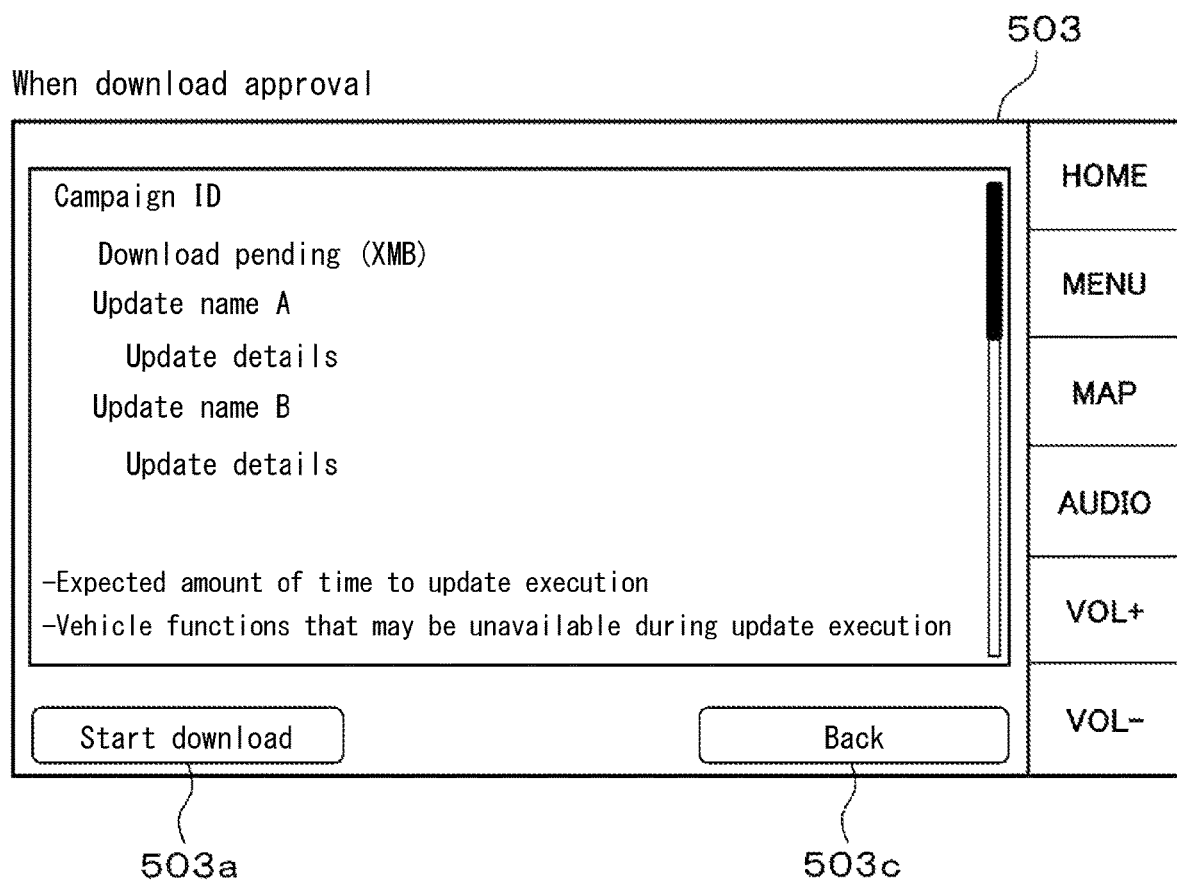 503
When download approval
Campaign ID
Download pending (XMB)
Update name A
Update details
Update name B
Update details
-Expected amount of time to update execution
-Vehicle functions that may be unavailable during update execution
Start download
Back
HOME
MENU
MAP
AUDIO
VOL+
VOL-
503a
503c